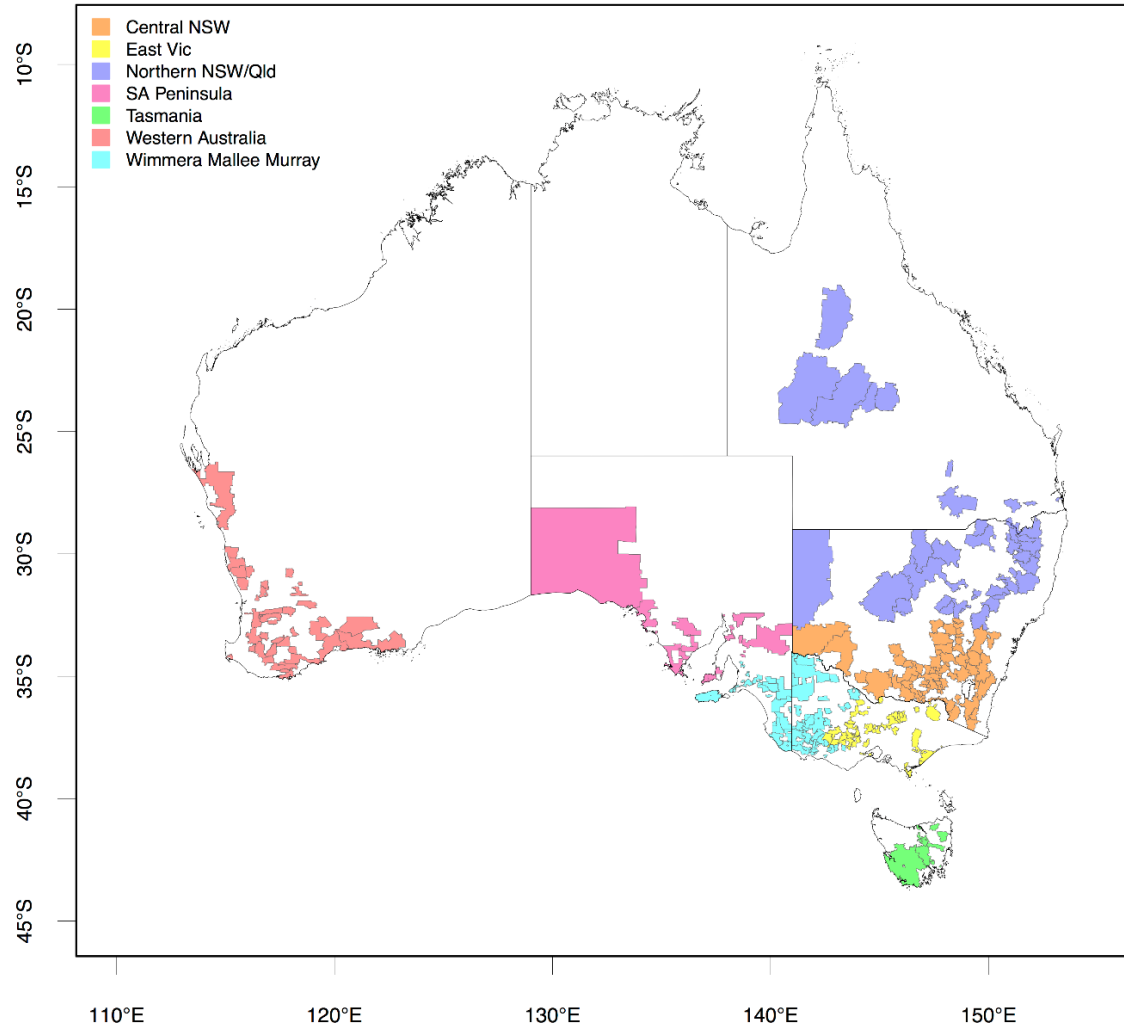 Central NSW
East Vic
Northern NSW/Qld
SA Peninsula
Tasmania
Western Australia
Wimmera Mallee Murray
10°S
15°S
20°S
25°S
30°S
35°S
40°S
45°S
110°E
120°E
130°E
140°E
150°E